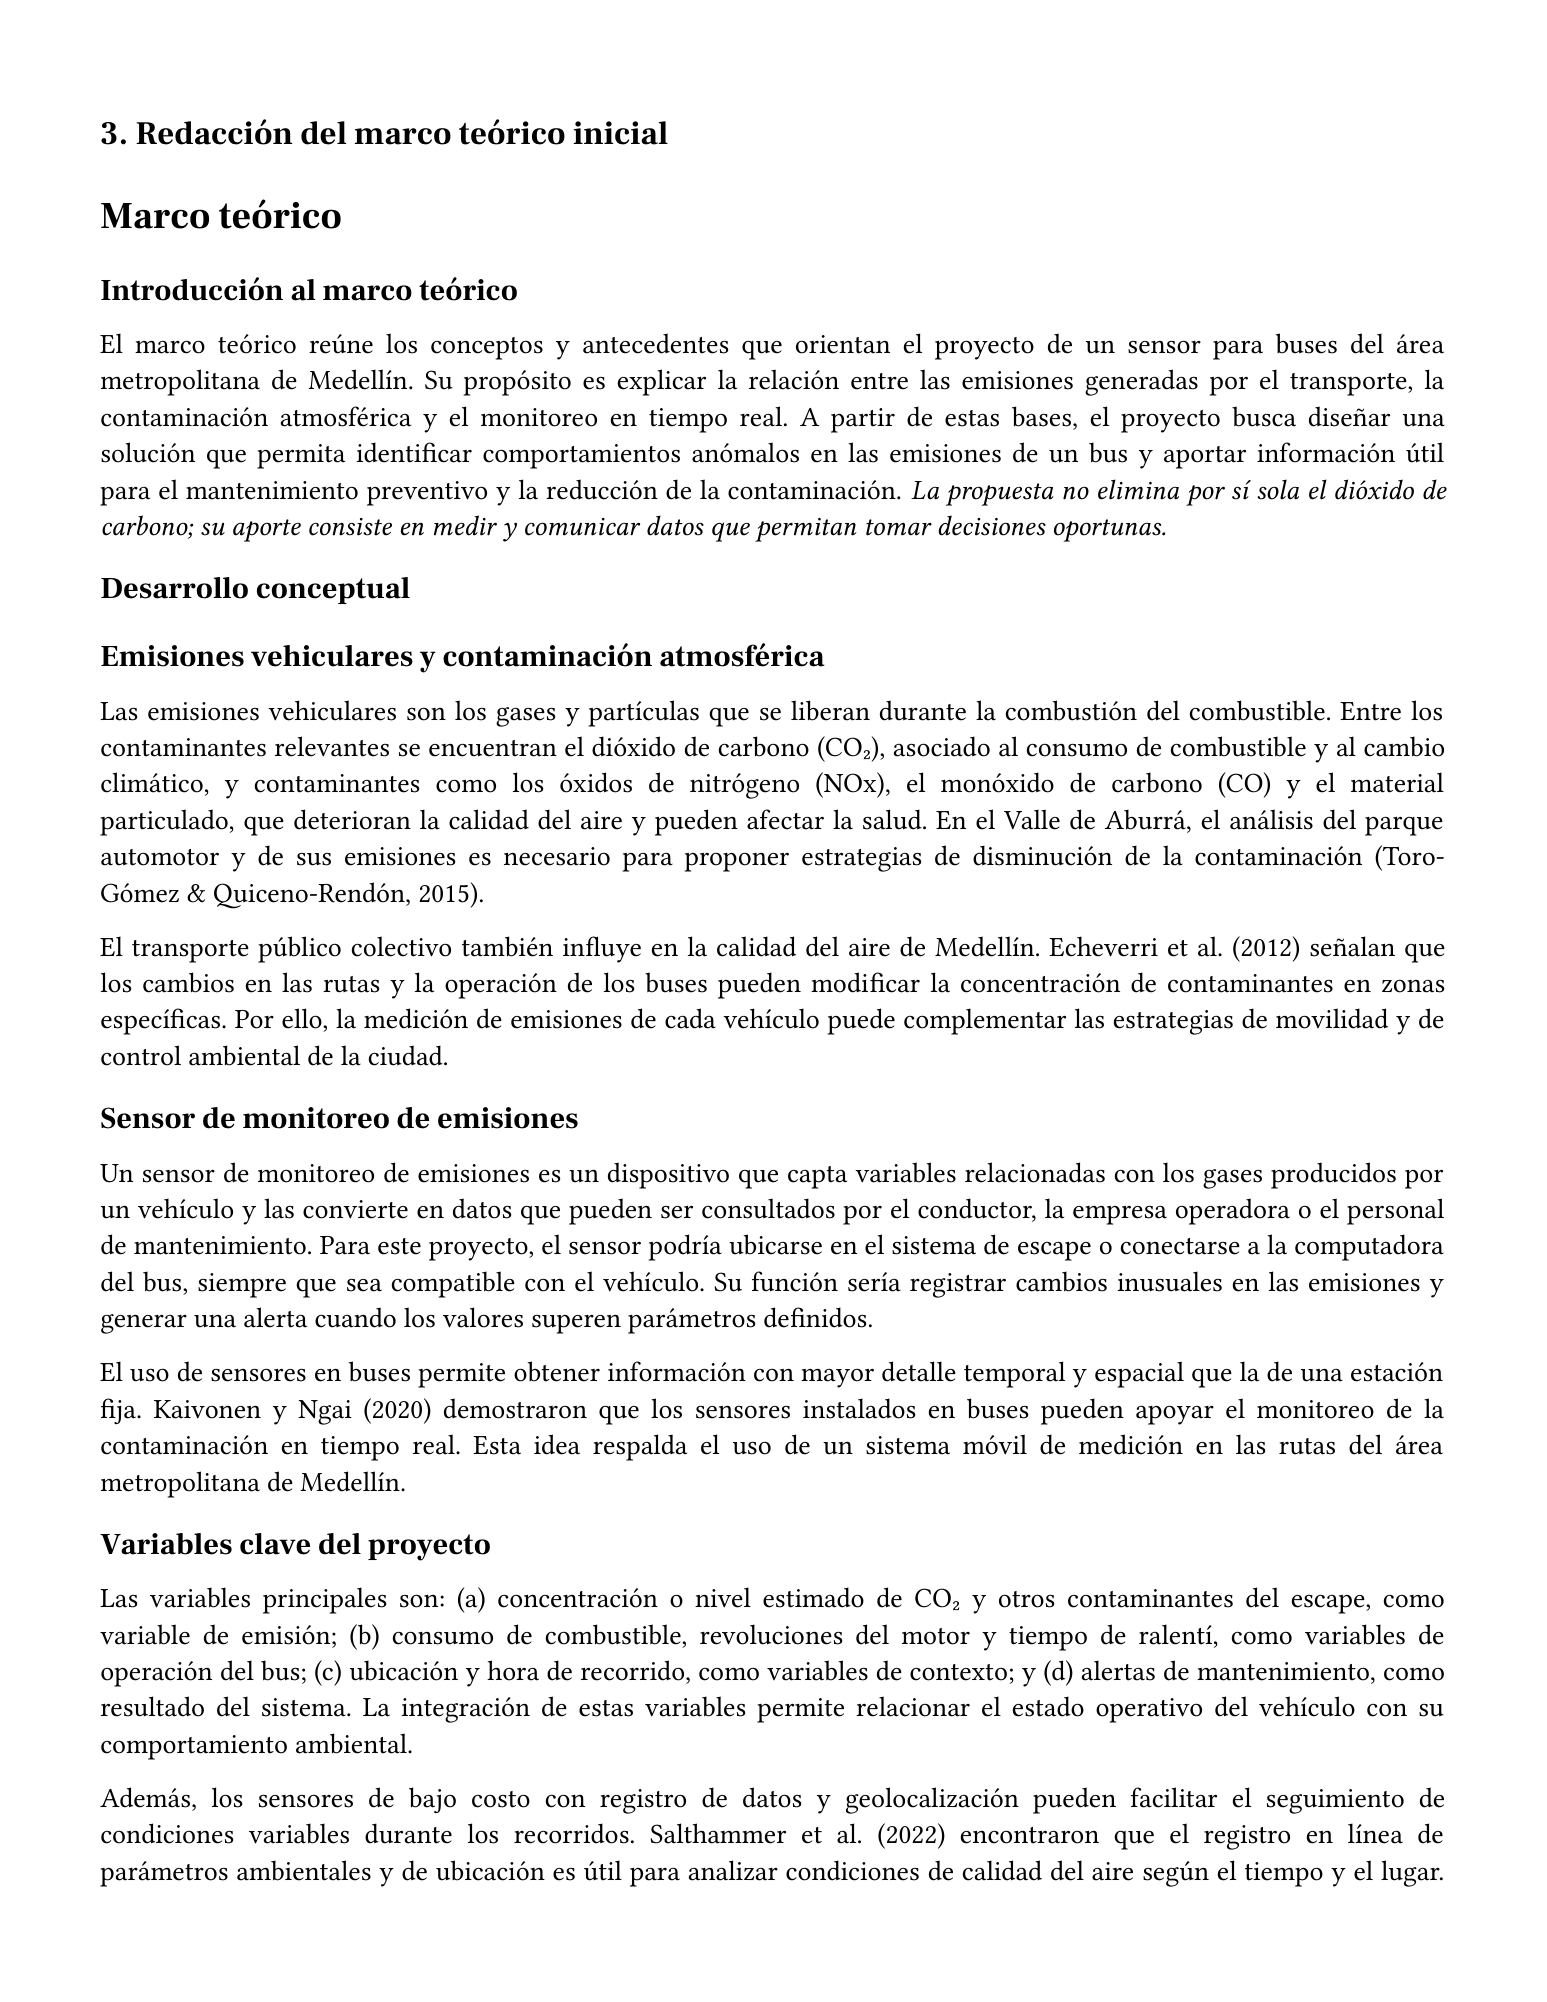 3. Redacción del marco teórico inicial
Marco teórico
Introducción al marco teórico
El marco teórico reúne los conceptos y antecedentes que orientan el proyecto de un sensor para buses del área
metropolitana de Medellín. Su propósito es explicar la relación entre las emisiones generadas por el transporte, la
contaminación atmosférica y el monitoreo en tiempo real. A partir de estas bases, el proyecto busca diseñar una
solución que permita identificar comportamientos anómalos en las emisiones de un bus y aportar información útil
para el mantenimiento preventivo y la reducción de la contaminación. La propuesta no elimina por sí sola el dióxido de
carbono; su aporte consiste en medir y comunicar datos que permitan tomar decisiones oportunas.
Desarrollo conceptual
Emisiones vehiculares y contaminación atmosférica
Las emisiones vehiculares son los gases y partículas que se liberan durante la combustión del combustible. Entre los
contaminantes relevantes se encuentran el dióxido de carbono (CO₂), asociado al consumo de combustible y al cambio
climático, y contaminantes como los óxidos de nitrógeno (NOx), el monóxido de carbono (CO) y el material
particulado, que deterioran la calidad del aire y pueden afectar la salud. En el Valle de Aburrá, el análisis del parque
automotor y de sus emisiones es necesario para proponer estrategias de disminución de la contaminación (Toro-
Gómez & Quiceno-Rendón, 2015).
El transporte público colectivo también influye en la calidad del aire de Medellín. Echeverri et al. (2012) señalan que
los cambios en las rutas y la operación de los buses pueden modificar la concentración de contaminantes en zonas
específicas. Por ello, la medición de emisiones de cada vehículo puede complementar las estrategias de movilidad y de
control ambiental de la ciudad.
Sensor de monitoreo de emisiones
Un sensor de monitoreo de emisiones es un dispositivo que capta variables relacionadas con los gases producidos por
un vehículo y las convierte en datos que pueden ser consultados por el conductor, la empresa operadora o el personal
de mantenimiento. Para este proyecto, el sensor podría ubicarse en el sistema de escape o conectarse a la computadora
del bus, siempre que sea compatible con el vehículo. Su función sería registrar cambios inusuales en las emisiones y
generar una alerta cuando los valores superen parámetros definidos.
El uso de sensores en buses permite obtener información con mayor detalle temporal y espacial que la de una estación
fija. Kaivonen y Ngai (2020) demostraron que los sensores instalados en buses pueden apoyar el monitoreo de la
contaminación en tiempo real. Esta idea respalda el uso de un sistema móvil de medición en las rutas del área
metropolitana de Medellín.
Variables clave del proyecto
Las variables principales son: (a) concentración o nivel estimado de CO₂ y otros contaminantes del escape, como
variable de emisión; (b) consumo de combustible, revoluciones del motor y tiempo de ralentí, como variables de
operación del bus; (c) ubicación y hora de recorrido, como variables de contexto; y (d) alertas de mantenimiento, como
resultado del sistema. La integración de estas variables permite relacionar el estado operativo del vehículo con su
comportamiento ambiental.
Además, los sensores de bajo costo con registro de datos y geolocalización pueden facilitar el seguimiento de
condiciones variables durante los recorridos. Salthammer et al. (2022) encontraron que el registro en línea de
parámetros ambientales y de ubicación es útil para analizar condiciones de calidad del aire según el tiempo y el lugar.